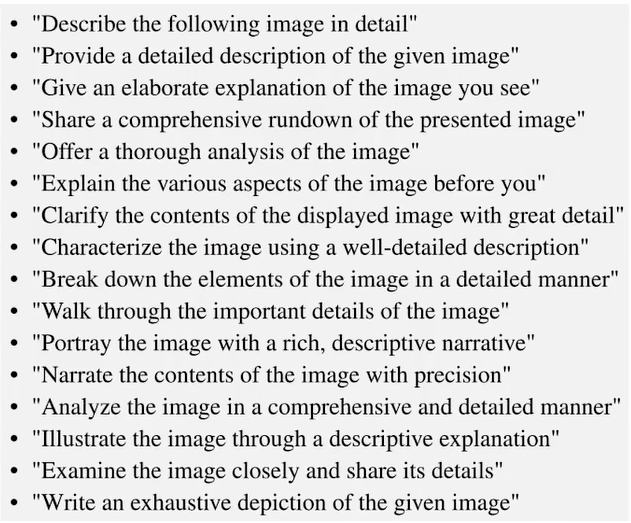 • "Describe the following image in detail"
• "Provide a detailed description of the given image"
• "Give an elaborate explanation of the image you see"
• "Share a comprehensive rundown of the presented image"
• "Offer a thorough analysis of the image"
• "Explain the various aspects of the image before you"
• "Clarify the contents of the displayed image with great detail"
• "Characterize the image using a well-detailed description"
• "Break down the elements of the image in a detailed manner"
• "Walk through the important details of the image"
• "Portray the image with a rich, descriptive narrative"
• "Narrate the contents of the image with precision"
• "Analyze the image in a comprehensive and detailed manner"
• "Illustrate the image through a descriptive explanation"
• "Examine the image closely and share its details"
• "Write an exhaustive depiction of the given image"